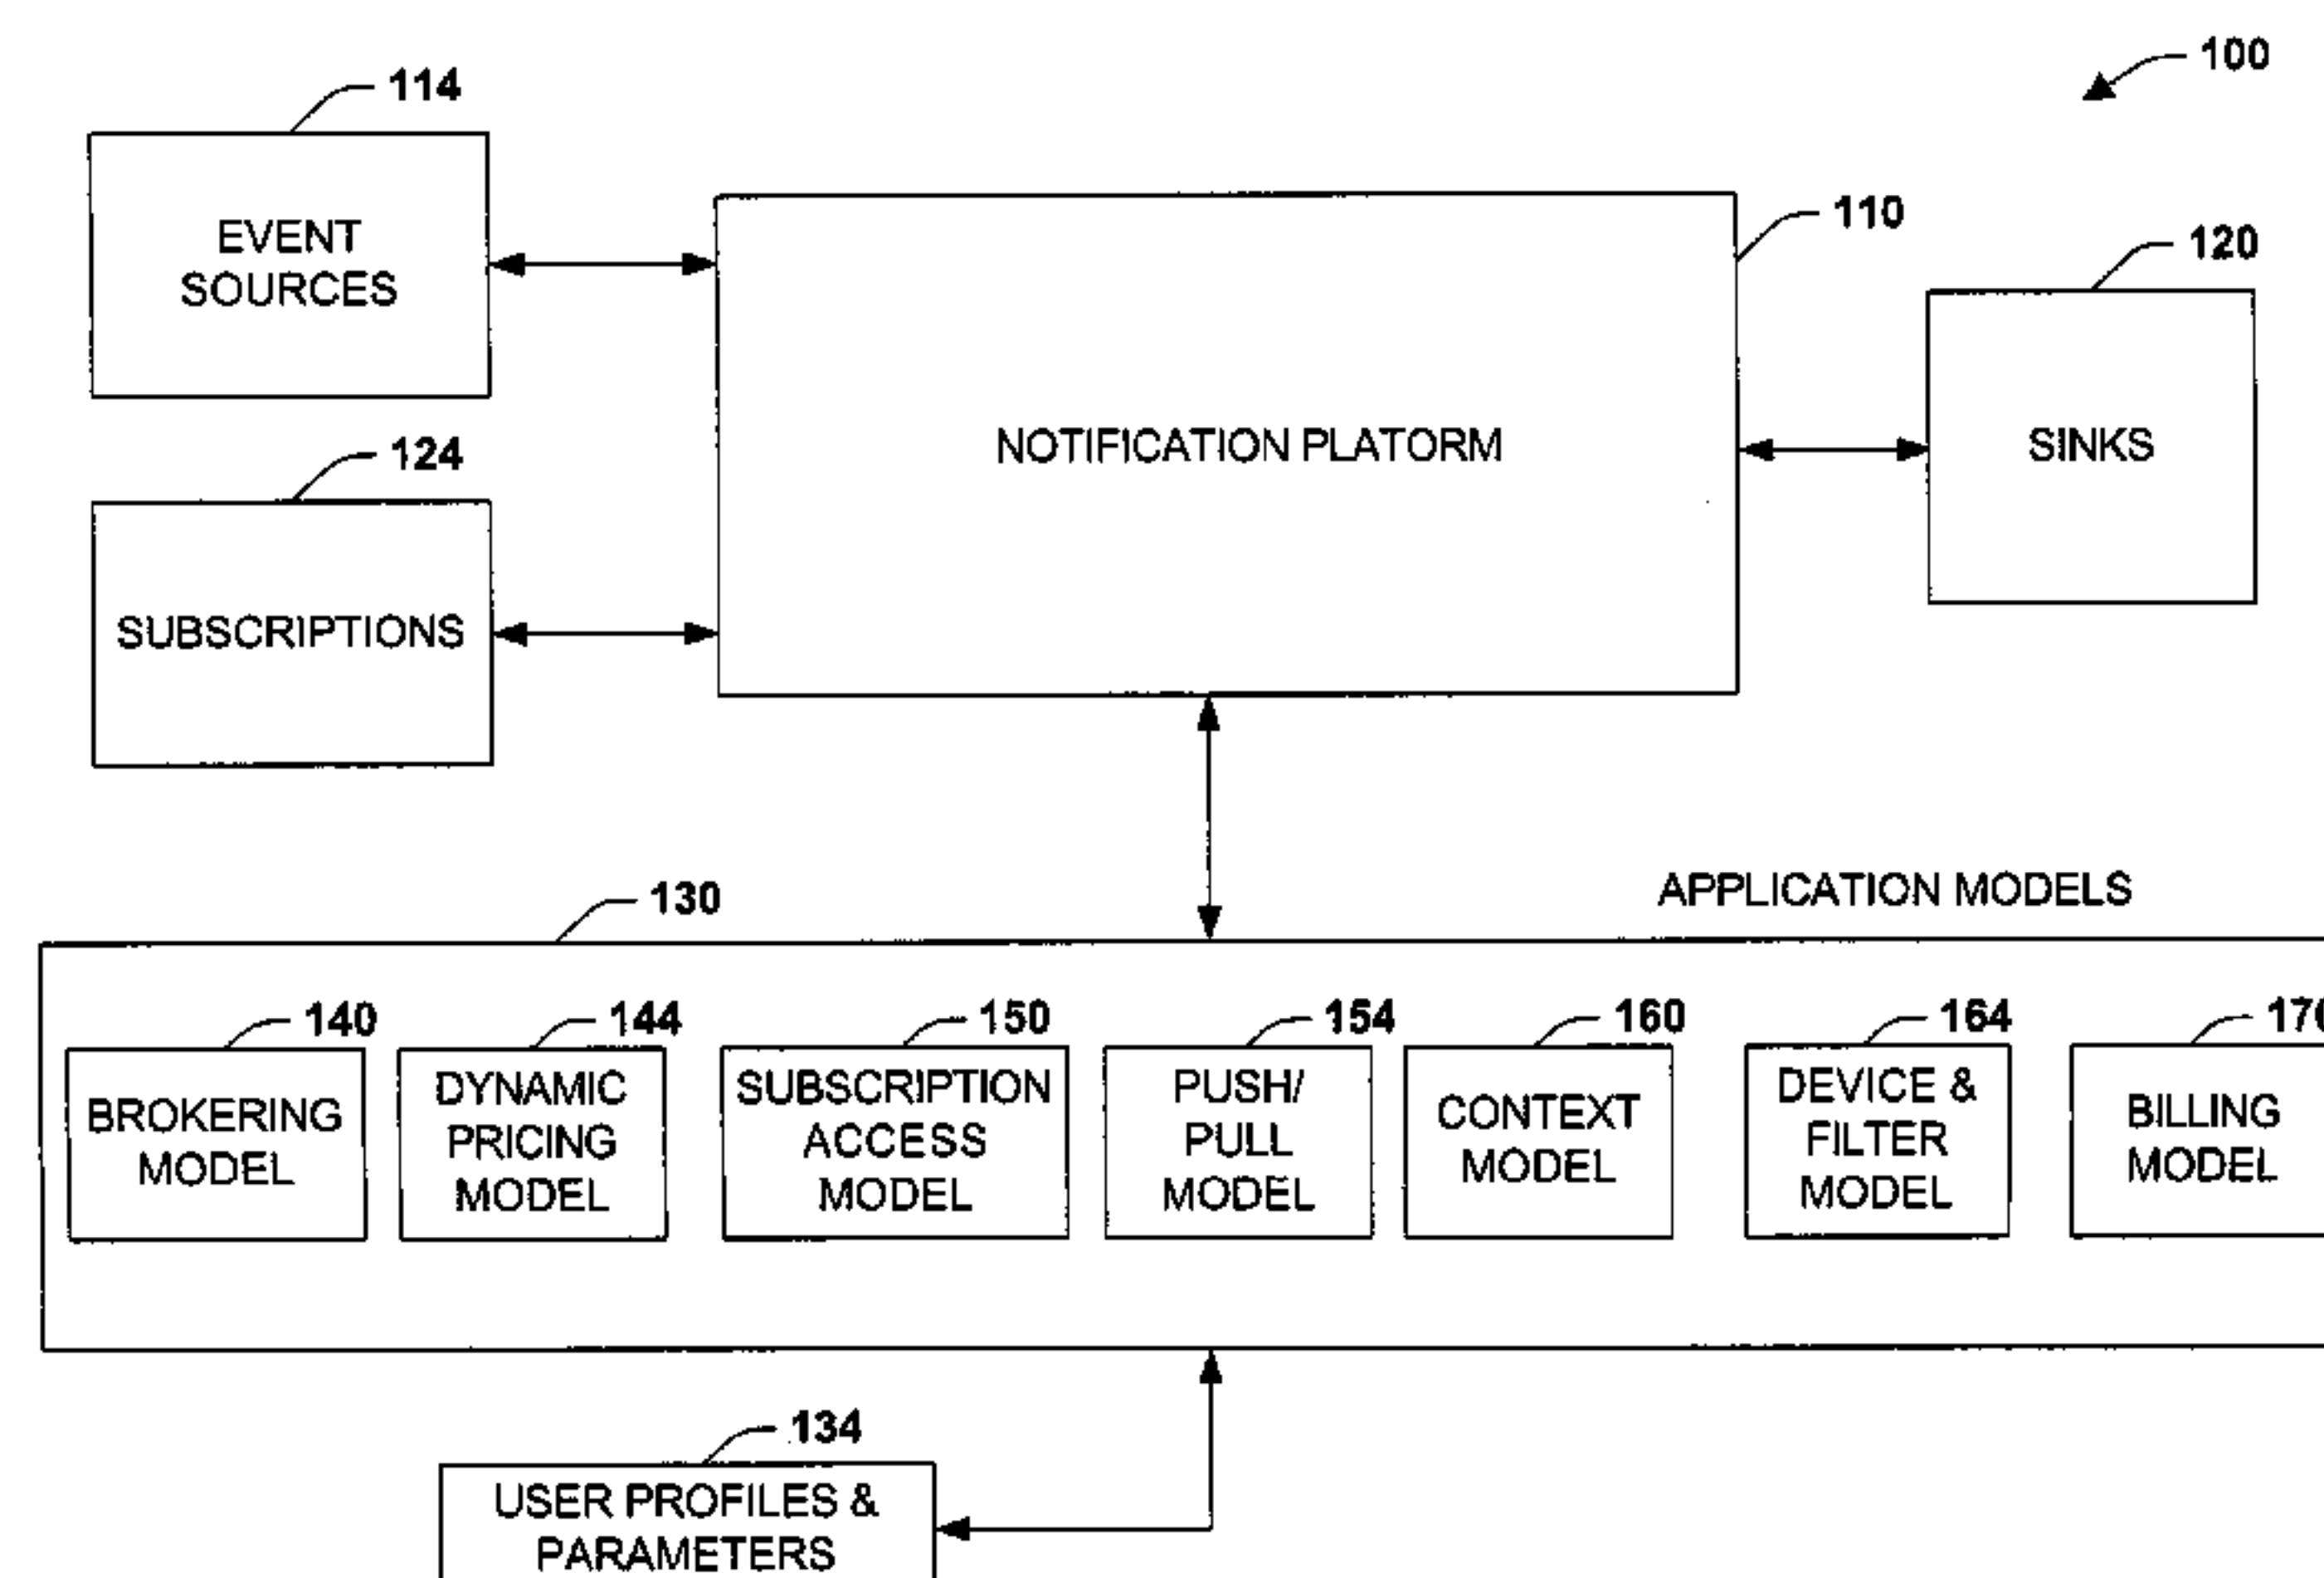 100
114
EVENT
SOURCES
110
120
NOTIFICATION PLATORM
SINKS
124
SUBSCRIPTIONS
APPLICATION MODELS
130
140
BROKERING
MODEL
144
DYNAMIC
PRICING
MODEL
150
SUBSCRIPTION
ACCESS
MODEL
154
PUSH/
PULL
MODEL
160
CONTEXT
MODEL
164
DEVICE &
FILTER
MODEL
170
BILLING
MODEL
134
USER PROFILES &
PARAMETERS